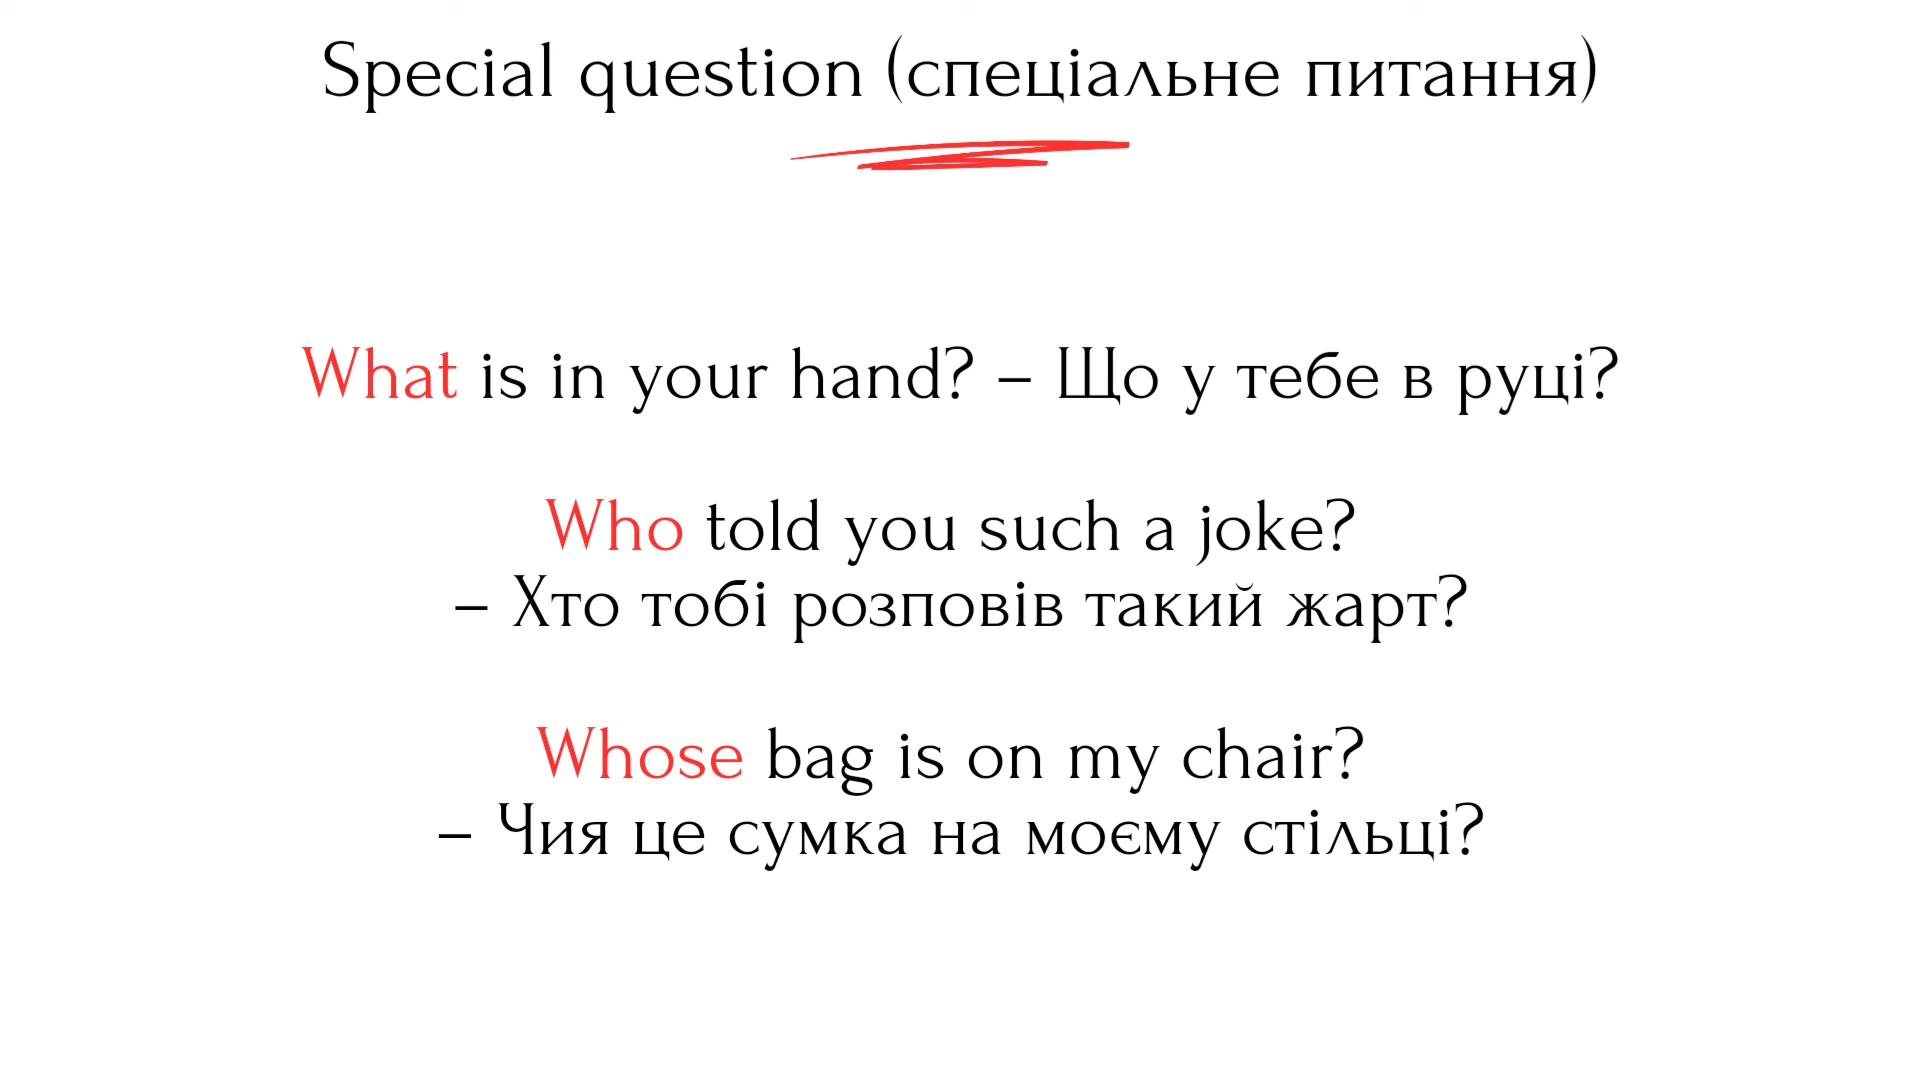 Special question (спеціальне питання)
What is in your hand? – Що у тебе в руці?
Who told you such a joke?
– Хто тобі розповів такий жарт?
Whose bag is on my chair?
– Чия це сумка на моєму стільці?